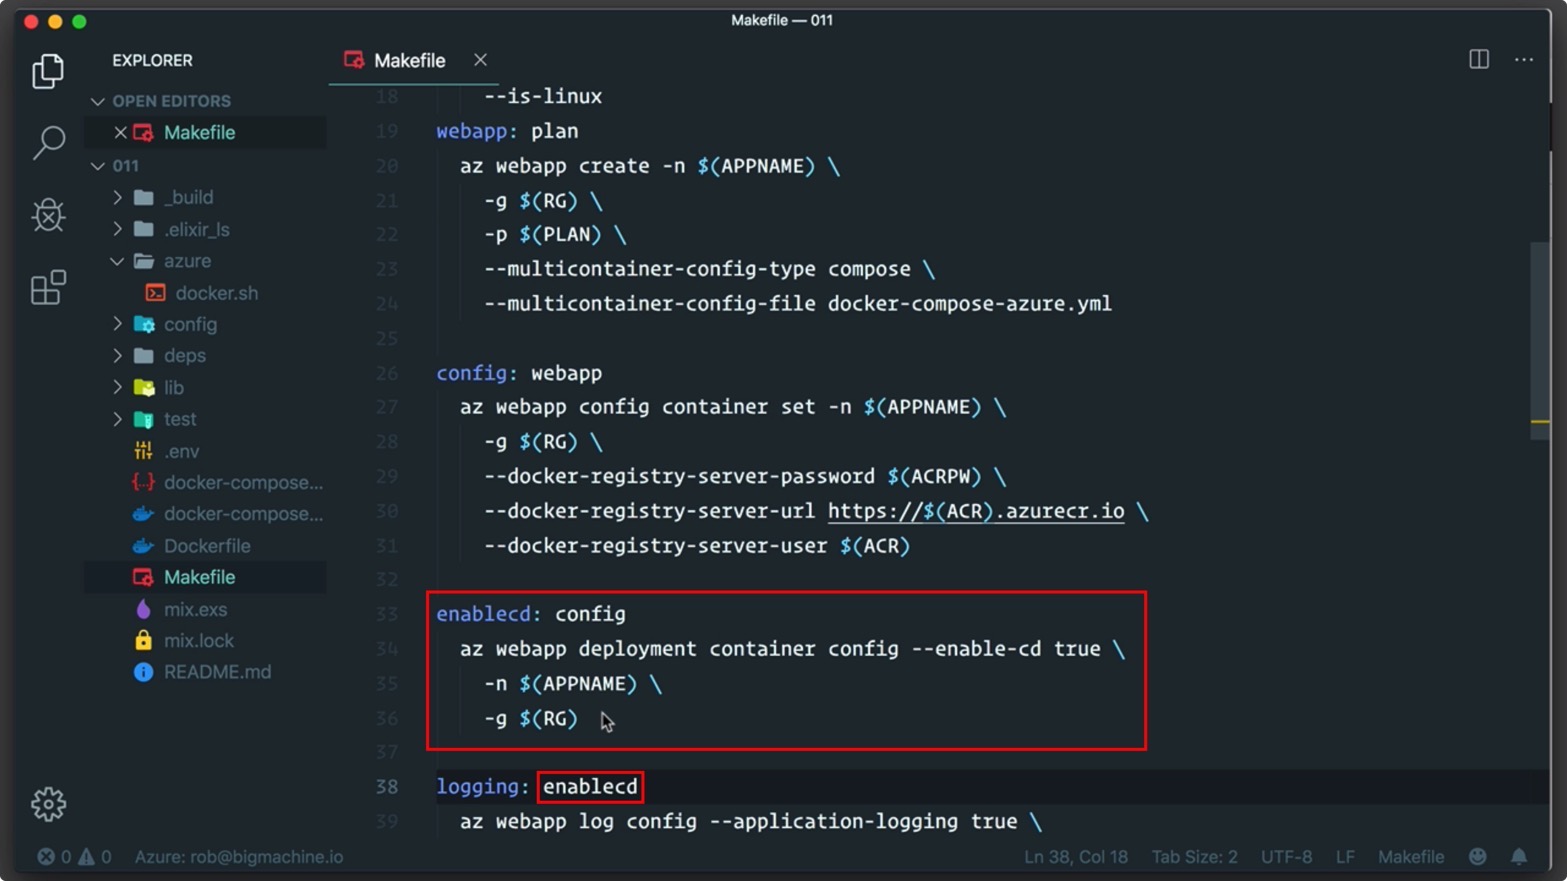 Makefile — 011
EXPLORER
OPEN EDITORS
Makefile
011
_build
.elixir_ls
azure
docker.sh
config
deps
lib
test
.env
docker-compose...
docker-compose...
Dockerfile
Makefile
mix.exs
mix.lock
README.md
Makefile
18 --is-linux
19 webapp: plan
20 az webapp create -n $(APPNAME) \
21 -g $(RG) \
22 -p $(PLAN) \
23 --multicontainer-config-type compose \
24 --multicontainer-config-file docker-compose-azure.yml
25
26 config: webapp
27 az webapp config container set -n $(APPNAME) \
28 -g $(RG) \
29 --docker-registry-server-password $(ACRPW) \
30 --docker-registry-server-url https://$(ACR).azurecr.io \
31 --docker-registry-server-user $(ACR)
32
33 enablecd: config
34 az webapp deployment container config --enable-cd true \
35 -n $(APPNAME) \
36 -g $(RG)
37
38 logging: enablecd
39 az webapp log config --application-logging true \
0 0 Azure: rob@bigmachine.io Ln 38, Col 18 Tab Size: 2 UTF-8 LF Makefile